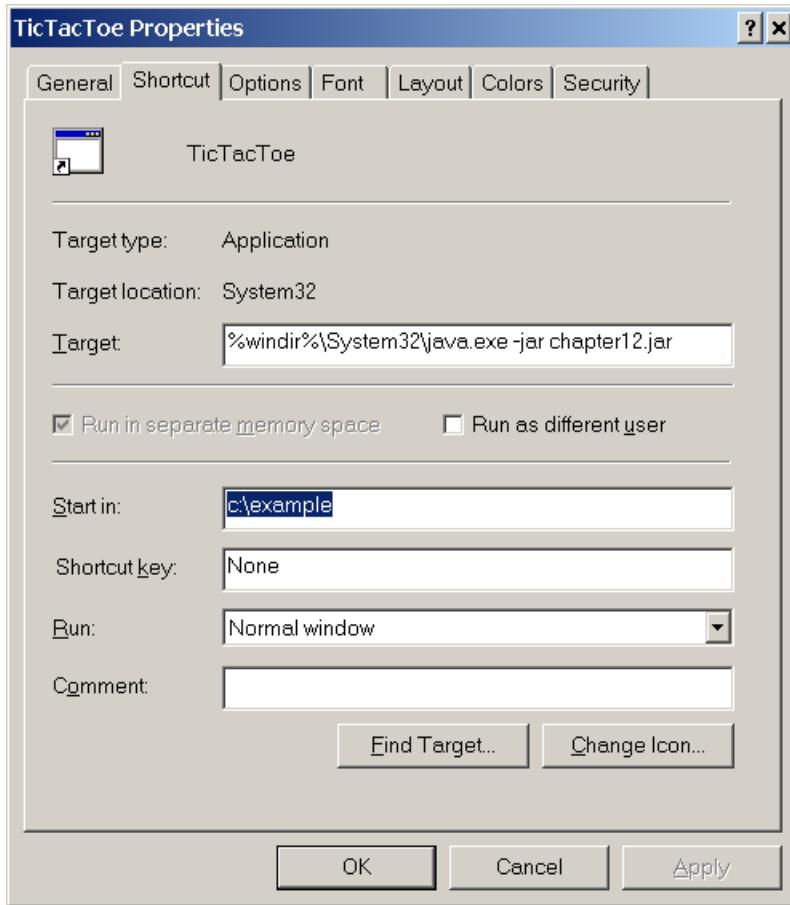 TicTacToe Properties
General Shortcut Options Font Layout Colors Security
TicTacToe
Target type: Application
Target location: System32
Target: %windir%\System32\java.exe -jar chapter12.jar
Run in separate memory space Run as different user
Start in: c:\example
Shortcut key: None
Run: Normal window
Comment:
Find Target... Change Icon...
OK Cancel Apply